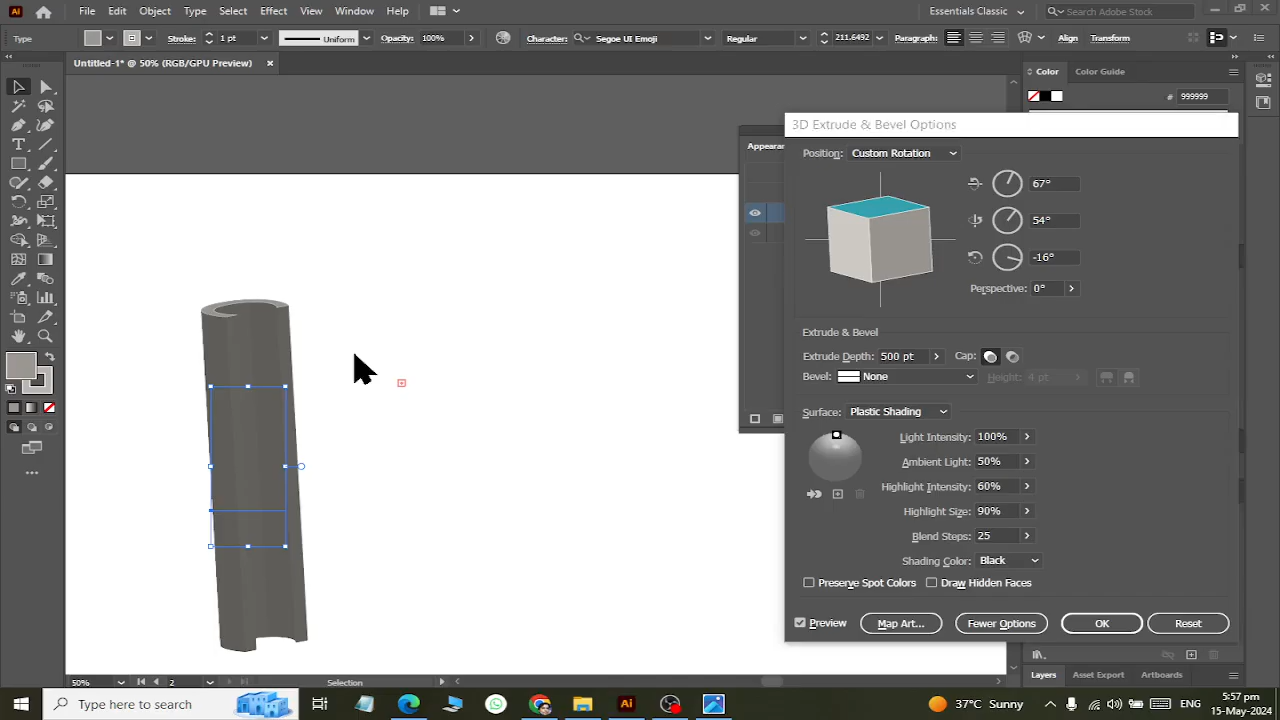 Ai File Edit Object Type Select Effect View Window Help Essentials Classic Search Adobe Stock
Type Stroke: 1 pt Uniform Opacity: 100% Character: Segoe UI Emoji Regular 211.6492 Paragraph: Align Transform
Untitled-1* @ 50% (RGB/GPU Preview) ×
Color Color Guide
# 999999
3D Extrude & Bevel Options
Appearance
Position: Custom Rotation
67°
54°
-16°
Perspective: 0°
Extrude & Bevel
Extrude Depth: 500 pt Cap:
Bevel: None Height: 4 pt
Surface: Plastic Shading
Light Intensity: 100%
Ambient Light: 50%
Highlight Intensity: 60%
Highlight Size: 90%
Blend Steps: 25
Shading Color: Black
Preserve Spot Colors Draw Hidden Faces
Preview Map Art... Fewer Options OK Reset
Layers Asset Export Artboards
50% 2 Selection
Type here to search Ai 37°C Sunny 5:57 pm
15-May-2024